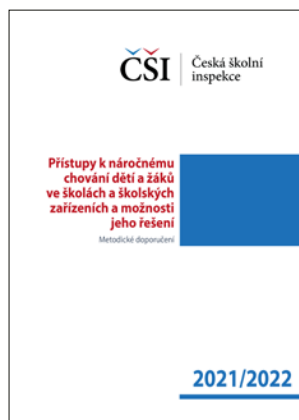 ČŠI
Česká školní
inspekce
Přístupy k náročnému
chování dětí a žáků
ve školách a školských
zařízeních a možnosti
jeho řešení
Metodické doporučení
2021/2022